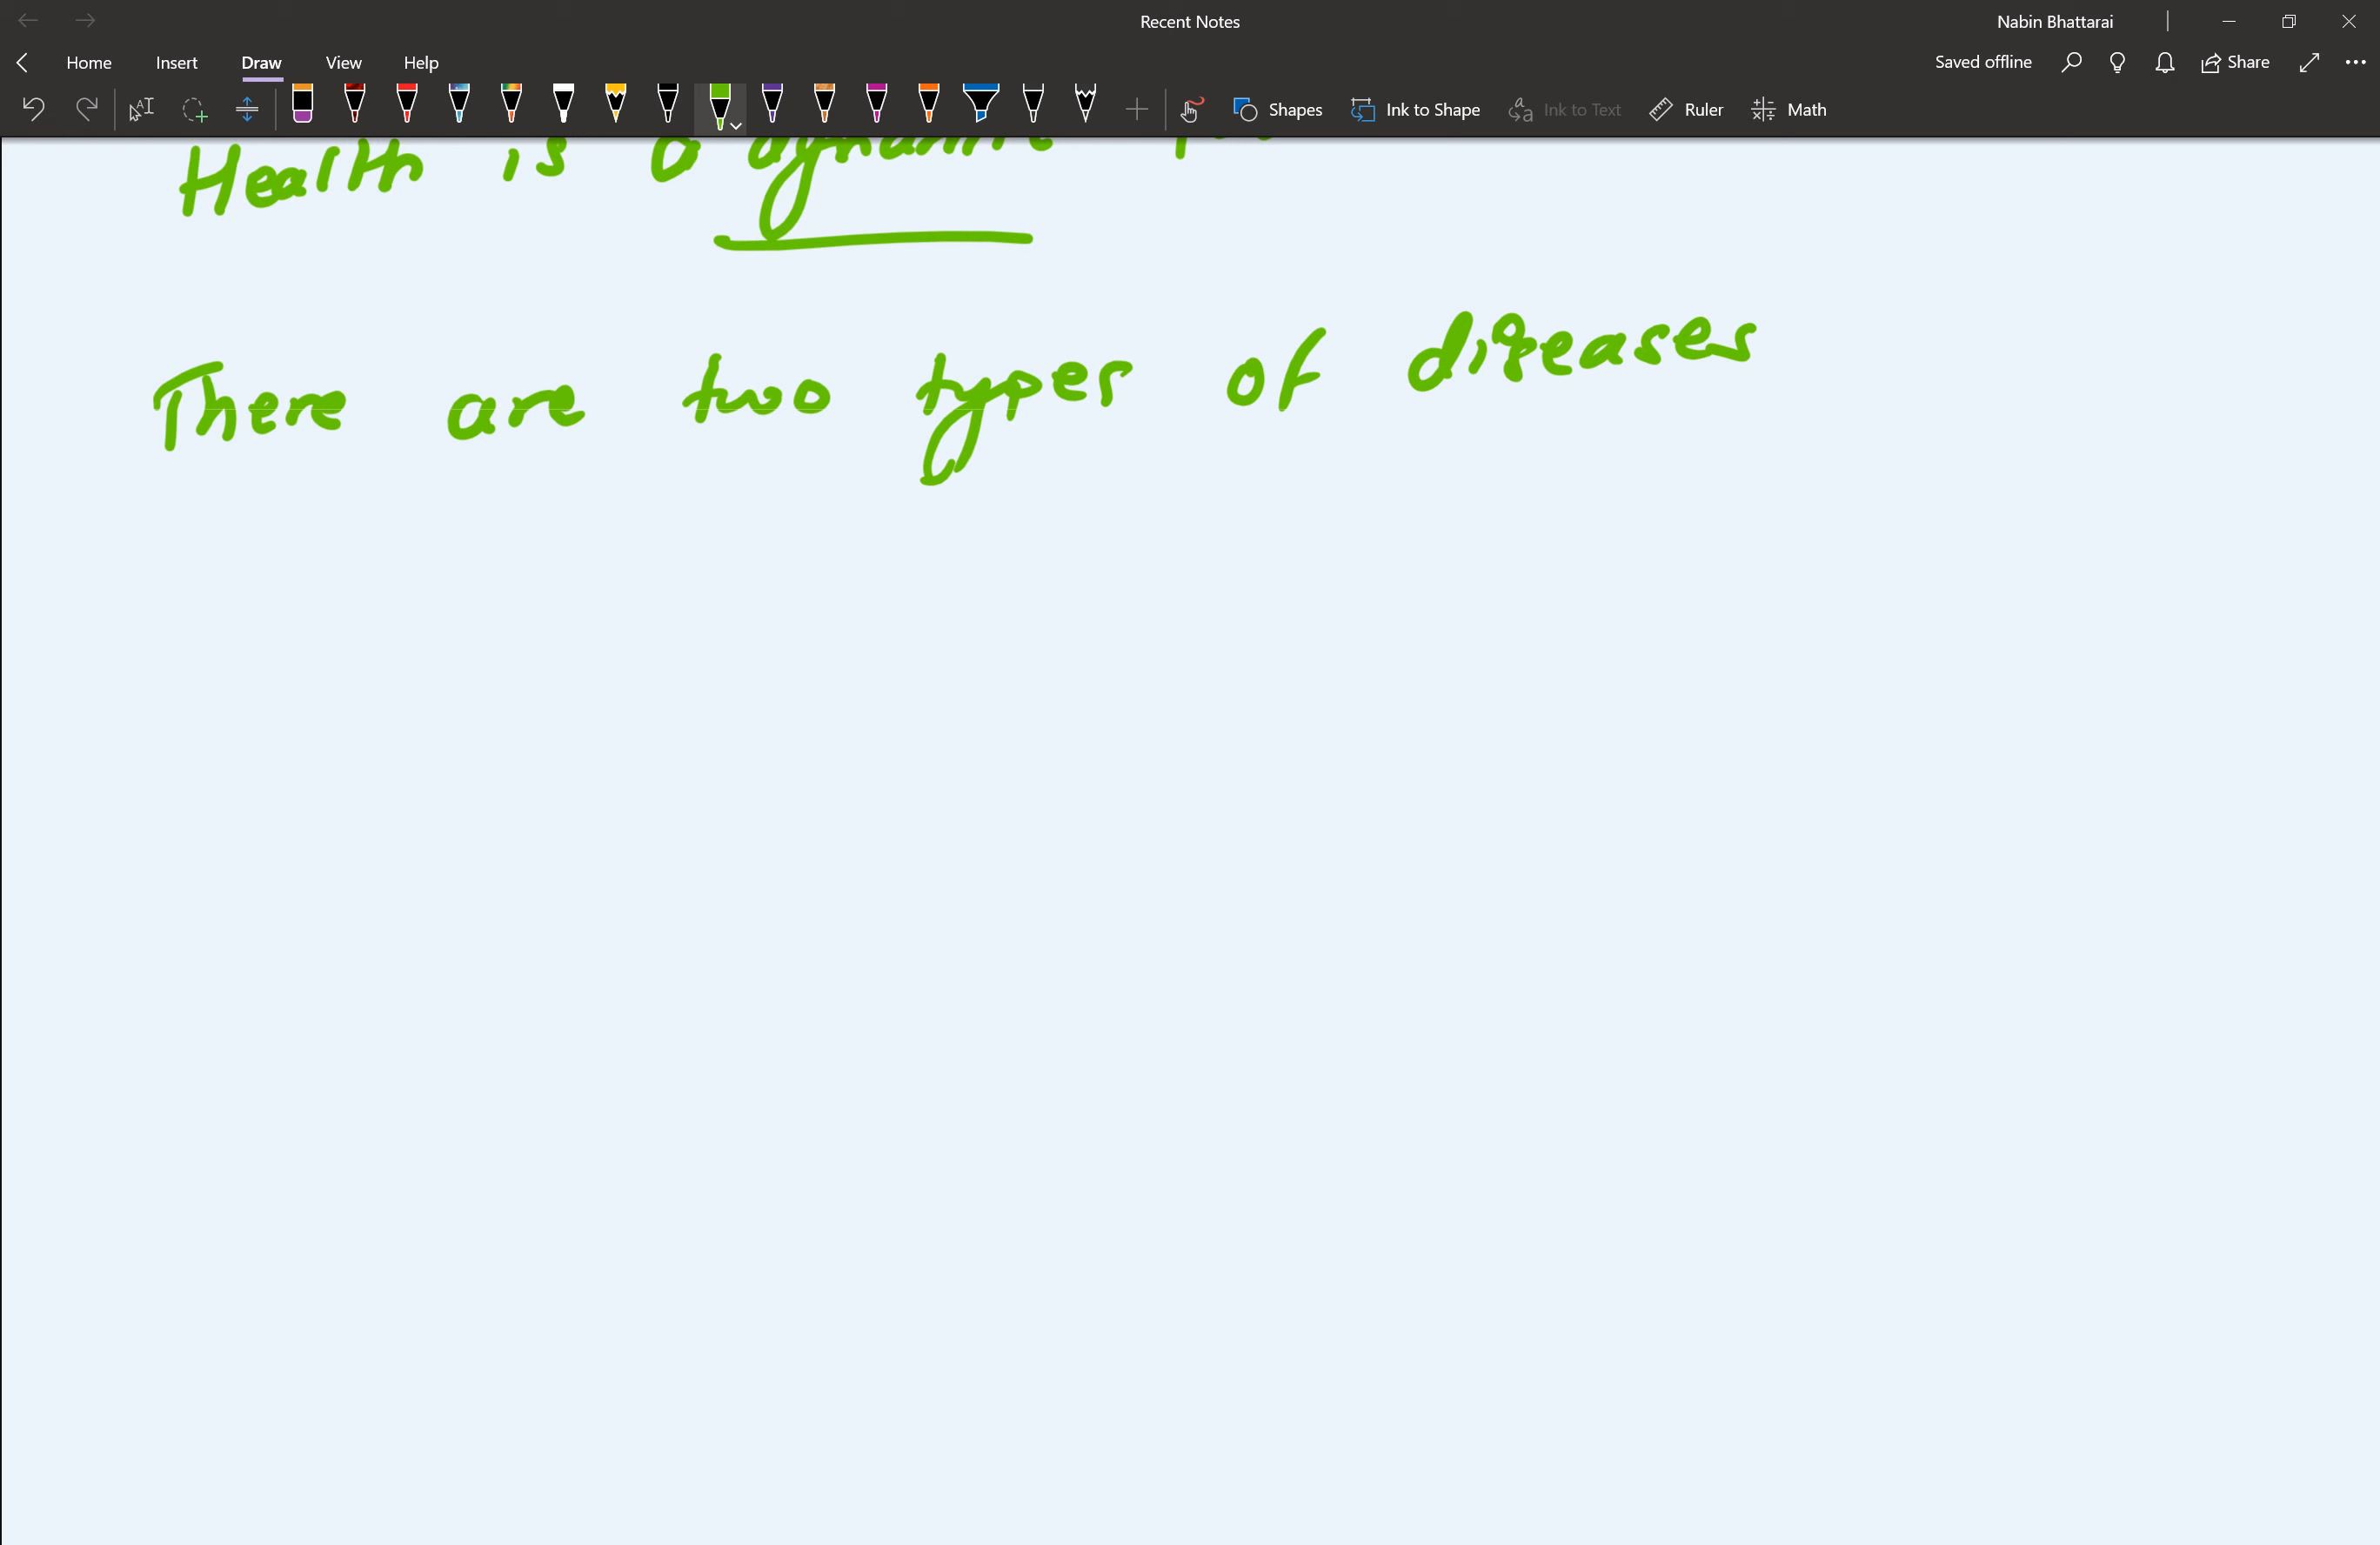 Recent Notes
Nabin Bhattarai
Home Insert Draw View Help
Saved offline
Share
Shapes Ink to Shape Ink to Text Ruler Math
Health is a dynamic
There are two types of diseases